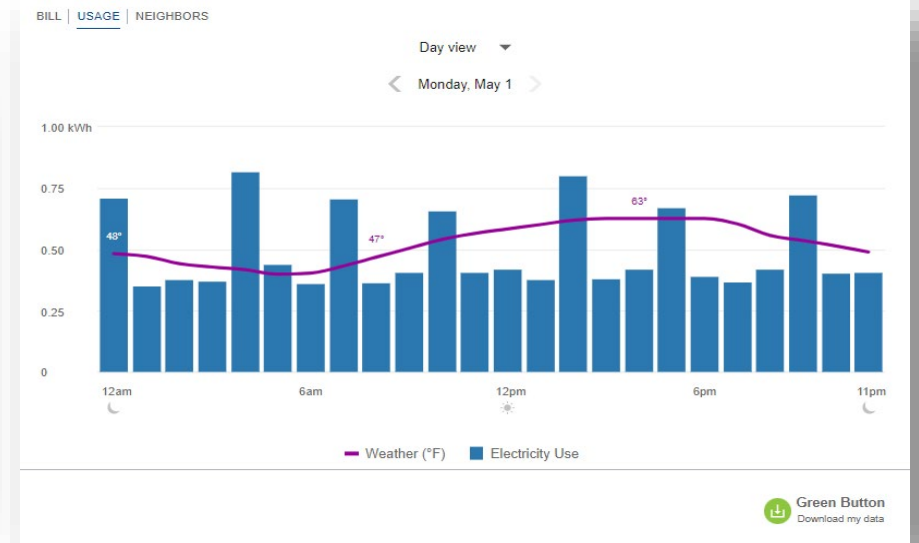 BILL | USAGE | NEIGHBORS
Day view
Monday, May 1
1.00 kWh
0.75
0.50
0.25
0
48°
47°
63°
12am
6am
12pm
6pm
11pm
Weather (°F)
Electricity Use
Green Button
Download my data